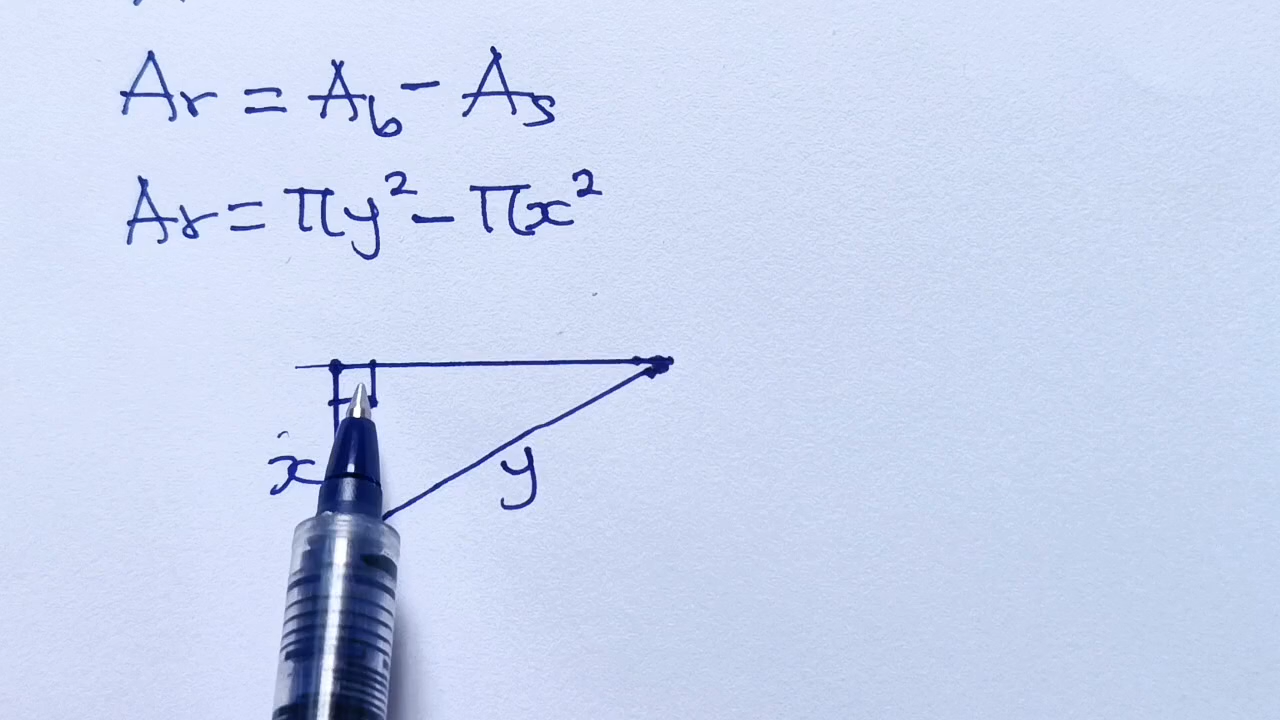 Ar = Ab - As
Ar = πy² - πx²
x
y